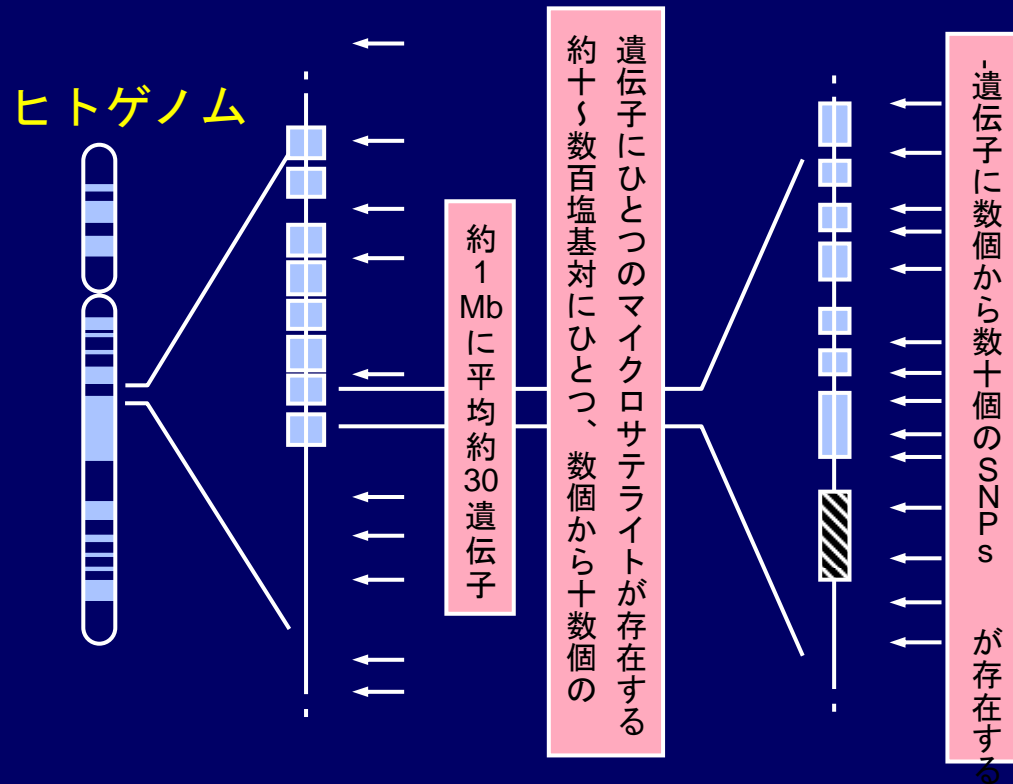 ヒトゲノム
約1Mbに平均約30遺伝子
約十〜数百塩基対にひとつ、数個から十数個の
遺伝子にひとつのマイクロサテライトが存在する
-遺伝子に数個から数十個のSNPs が存在する